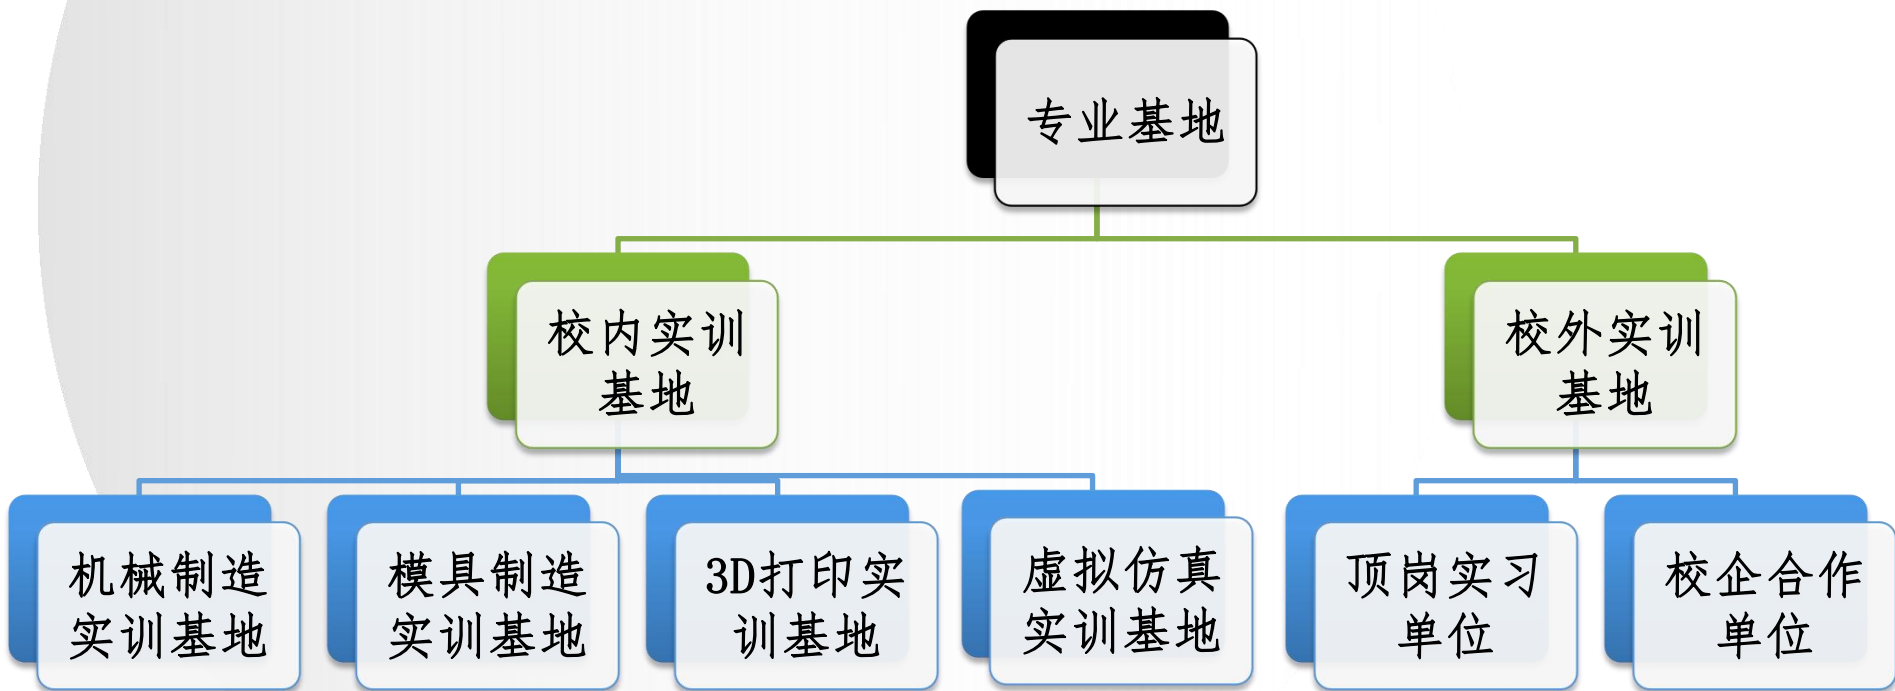 专业基地
校内实训
基地
校外实训
基地
机械制造
实训基地
模具制造
实训基地
3D打印实
训基地
虚拟仿真
实训基地
顶岗实习
单位
校企合作
单位